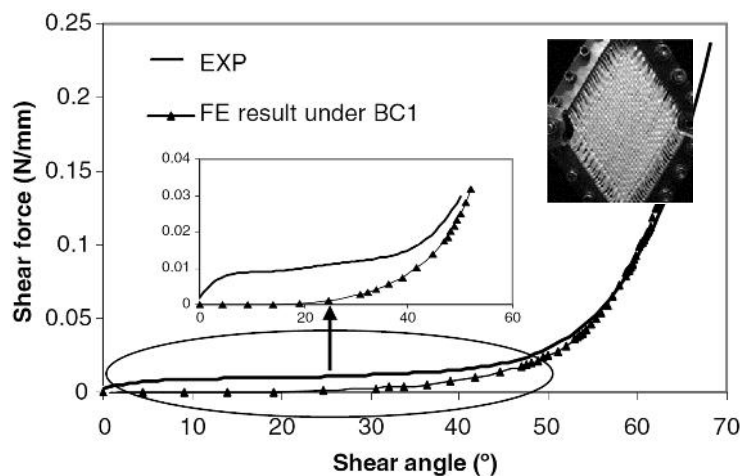 0.25
0.2
0.15
0.1
0.05
0
Shear force (N/mm)
EXP
FE result under BC1
0.04
0.03
0.02
0.01
0
0 20 40 60
0 10 20 30 40 50 60 70
Shear angle (°)